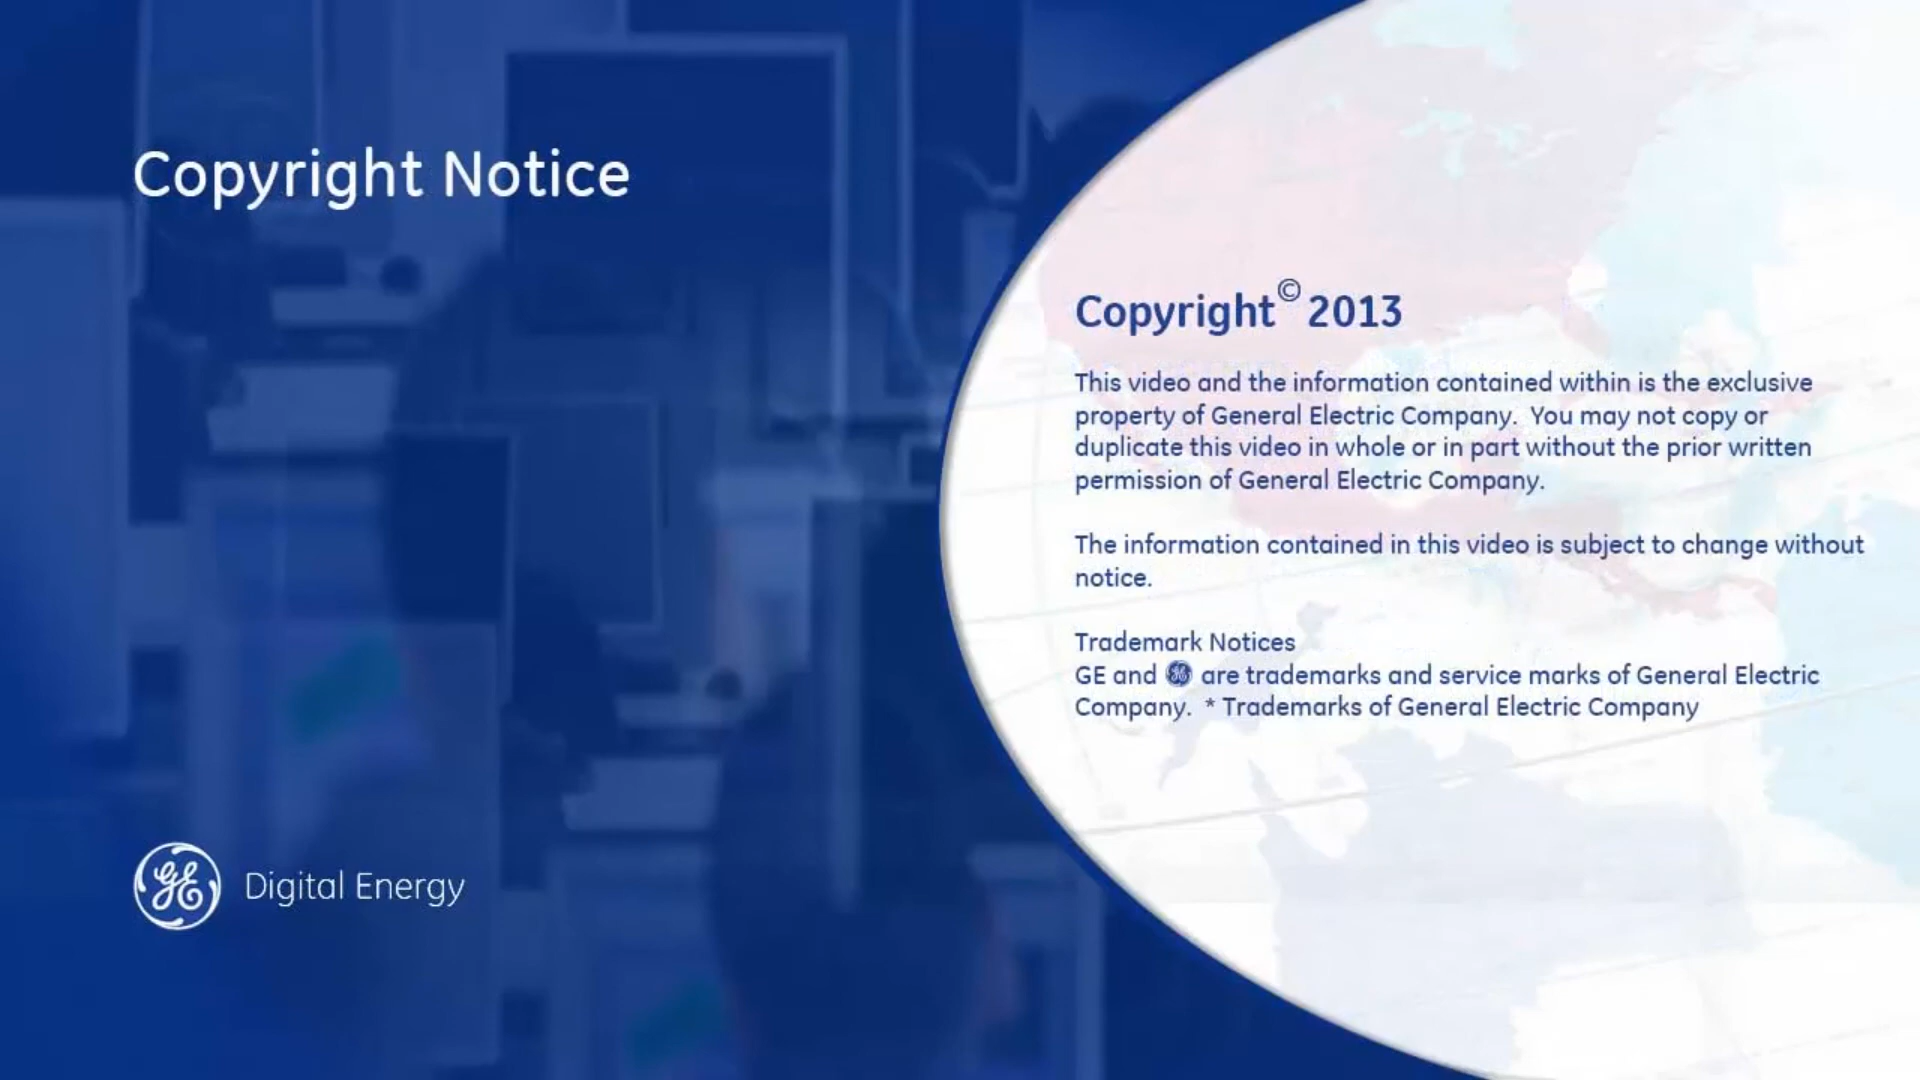 Copyright Notice
Copyright© 2013
This video and the information contained within is the exclusive
property of General Electric Company.  You may not copy or
duplicate this video in whole or in part without the prior written
permission of General Electric Company.
The information contained in this video is subject to change without
notice.
Trademark Notices
GE and GE are trademarks and service marks of General Electric
Company.  * Trademarks of General Electric Company
GE Digital Energy